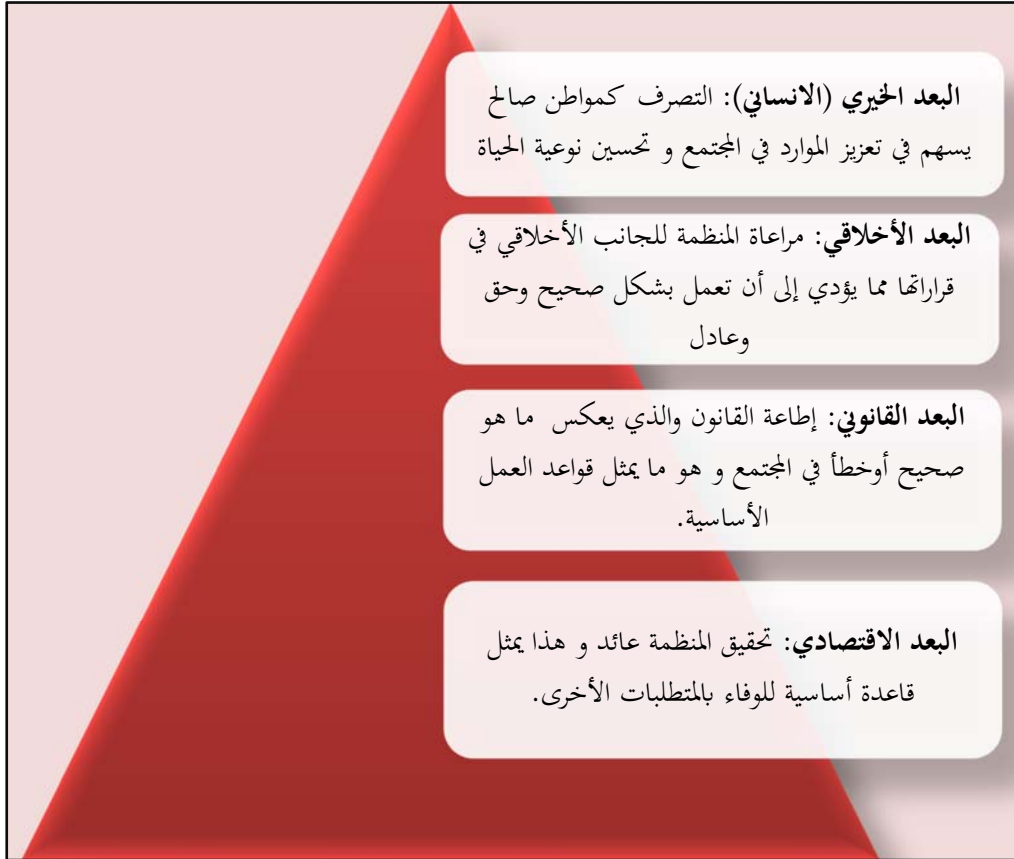 البعد الخيري (الانساني): التصرف كمواطن صالح
يسهم في تعزيز الموارد في المجتمع و تحسين نوعية الحياة
البعد الأخلاقي: مراعاة المنظمة للجانب الأخلاقي في
قراراتها مما يؤدي إلى أن تعمل بشكل صحيح وحق
وعادل
البعد القانوني: إطاعة القانون والذي يعكس ما هو
صحيح أوخطأ في المجتمع و هو ما يمثل قواعد العمل
الأساسية.
البعد الاقتصادي: تحقيق المنظمة عائد و هذا يمثل
قاعدة أساسية للوفاء بالمتطلبات الأخرى.